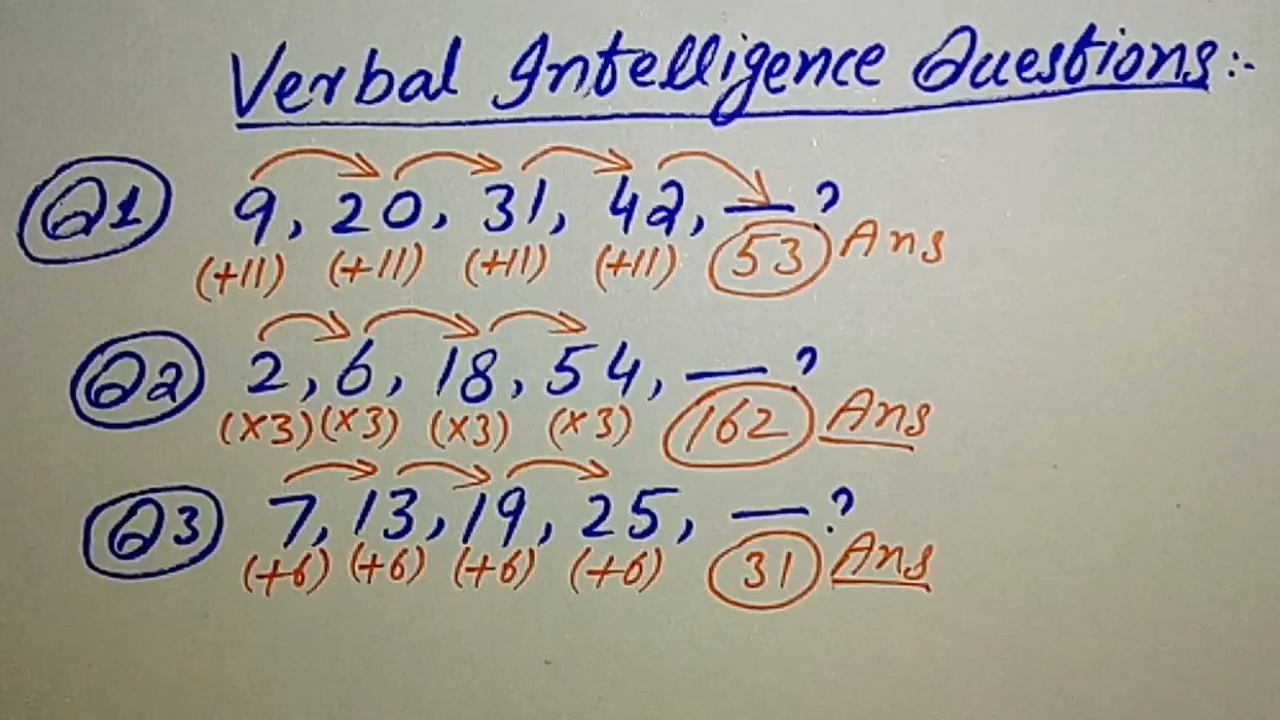 Verbal Intelligence Questions:-
Q1 9, 20, 31, 42, __?
(+11) (+11) (+11) (+11) 53 Ans
Q2 2, 6, 18, 54, __?
(×3) (×3) (×3) (×3) 162 Ans
Q3 7, 13, 19, 25, __?
(+6) (+6) (+6) (+6) 31 Ans